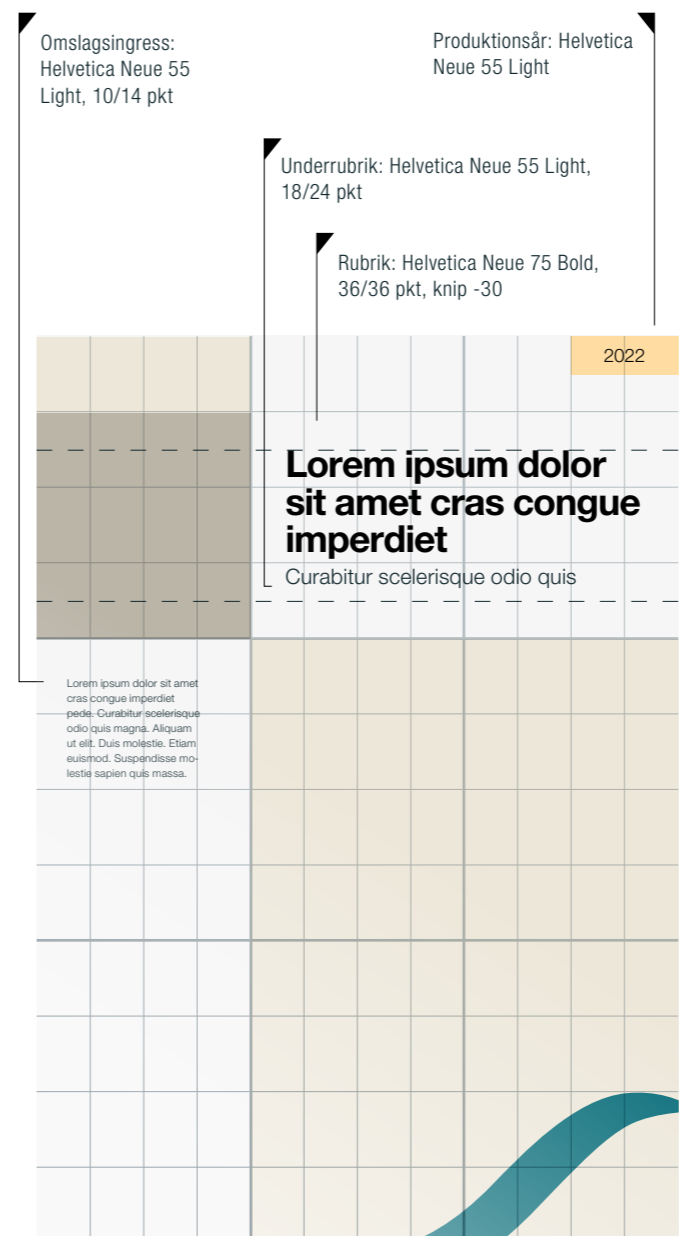 Omslagsingress:
Helvetica Neue 55
Light, 10/14 pkt
Produktionsår: Helvetica
Neue 55 Light
Underrubrik: Helvetica Neue 55 Light,
18/24 pkt
Rubrik: Helvetica Neue 75 Bold,
36/36 pkt, knip -30
2022
Lorem ipsum dolor
sit amet cras congue
imperdiet
Curabitur scelerisque odio quis
Lorem ipsum dolor sit amet
cras congue imperdiet
pede. Curabitur scelerisque
odio quis magna. Aliquam
ut elit. Duis molestie. Etiam
euismod. Suspendisse mo-
lestie sapien quis massa.